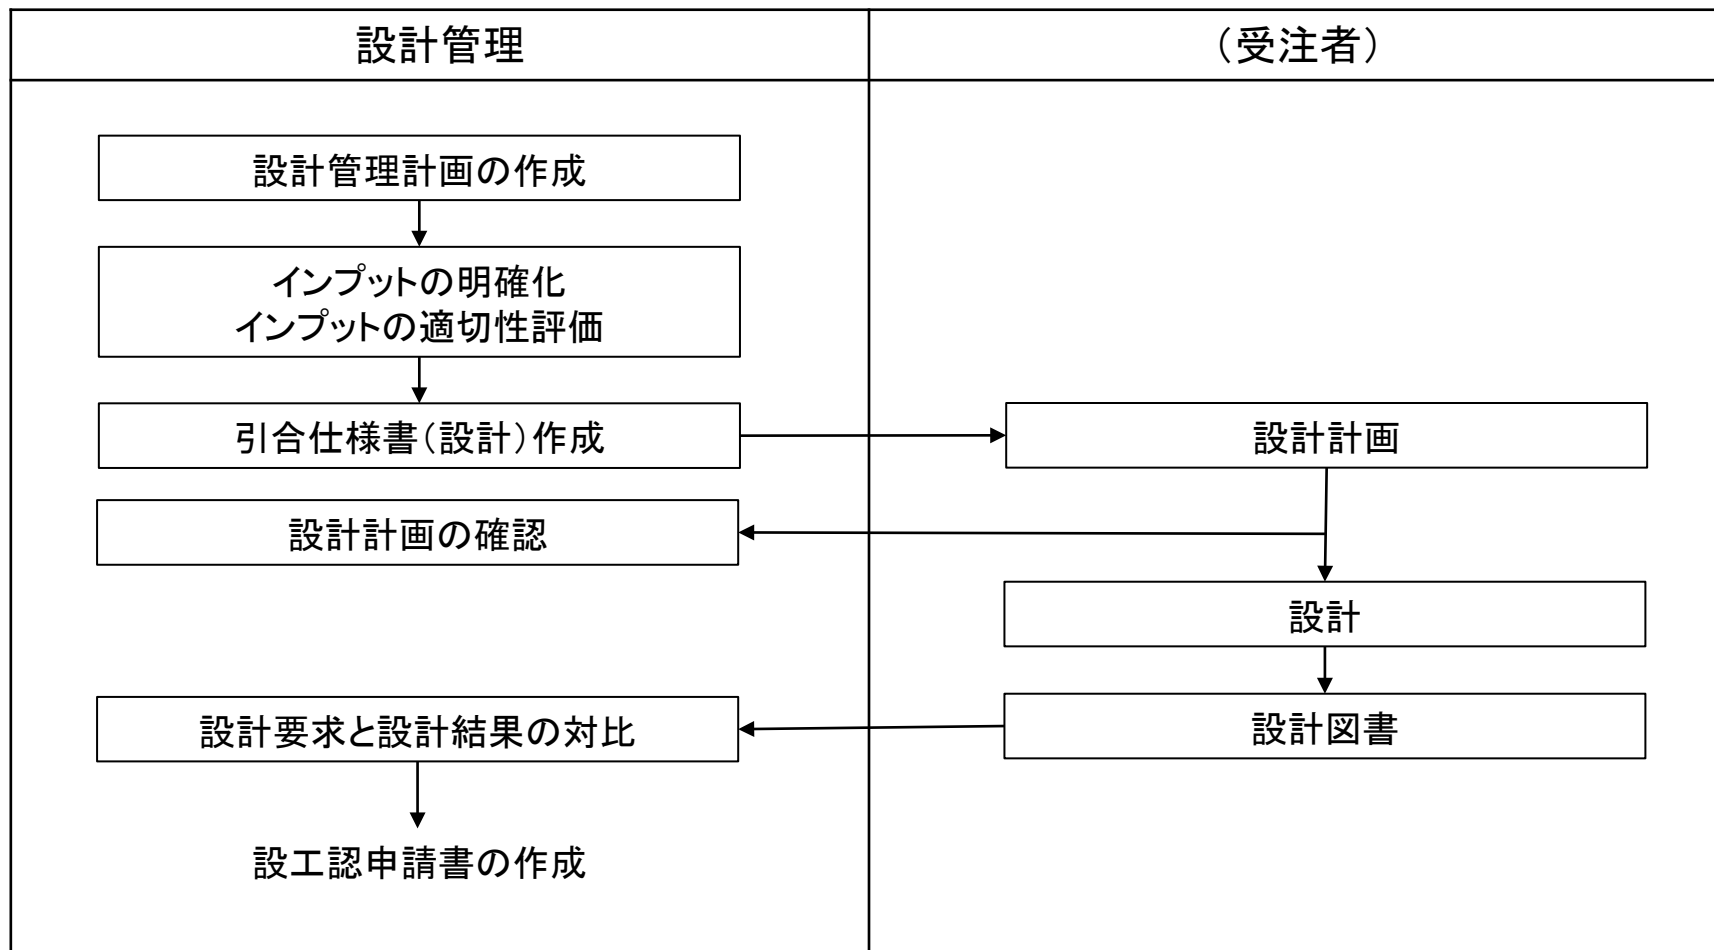 設計管理
（受注者）
設計管理計画の作成
インプットの明確化
インプットの適切性評価
引合仕様書（設計）作成
設計計画
設計計画の確認
設計
設計要求と設計結果の対比
設計図書
設工認申請書の作成